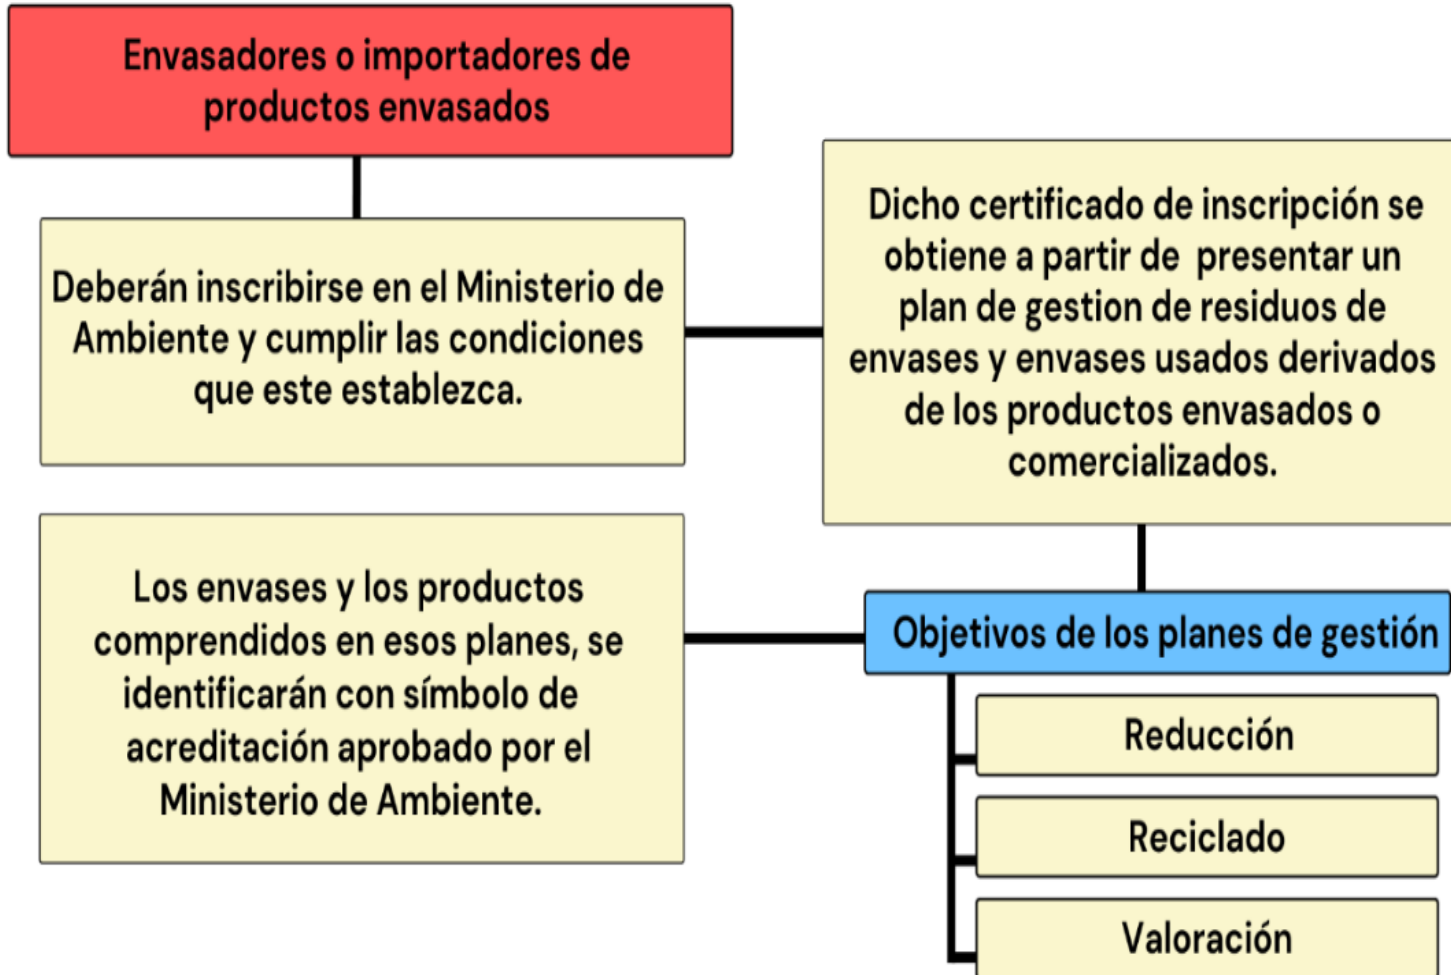 Envasadores o importadores de
productos envasados
Deberán inscribirse en el Ministerio de
Ambiente y cumplir las condiciones
que este establezca.
Dicho certificado de inscripción se
obtiene a partir de presentar un
plan de gestion de residuos de
envases y envases usados derivados
de los productos envasados o
comercializados.
Objetivos de los planes de gestión
Reducción
Reciclado
Valoración
Los envases y los productos
comprendidos en esos planes, se
identificarán con símbolo de
acreditación aprobado por el
Ministerio de Ambiente.